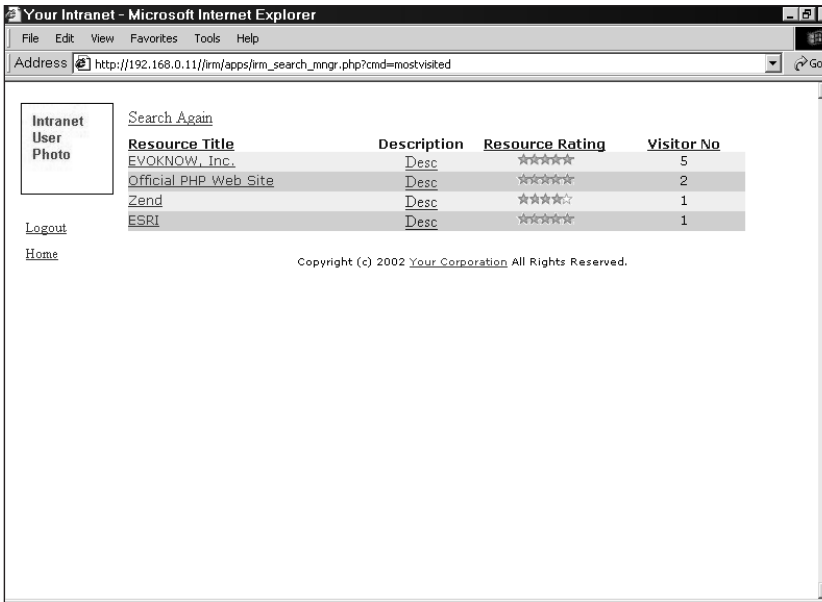 Your Intranet - Microsoft Internet Explorer
File Edit View Favorites Tools Help
Address http://192.168.0.11//irm/apps/irm_search_mngr.php?cmd=mostvisited Go
Intranet
User
Photo
Logout
Home
Search Again
Resource Title Description Resource Rating Visitor No
EVOKNOW, Inc. Desc 5
Official PHP Web Site Desc 2
Zend Desc 1
ESRI Desc 1
Copyright (c) 2002 Your Corporation All Rights Reserved.